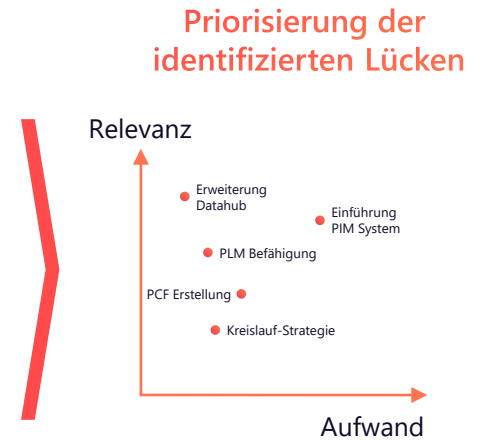 Priorisierung der
identifizierten Lücken
Relevanz
Erweiterung
Datahub
Einführung
PIM System
PLM Befähigung
PCF Erstellung
Kreislauf-Strategie
Aufwand